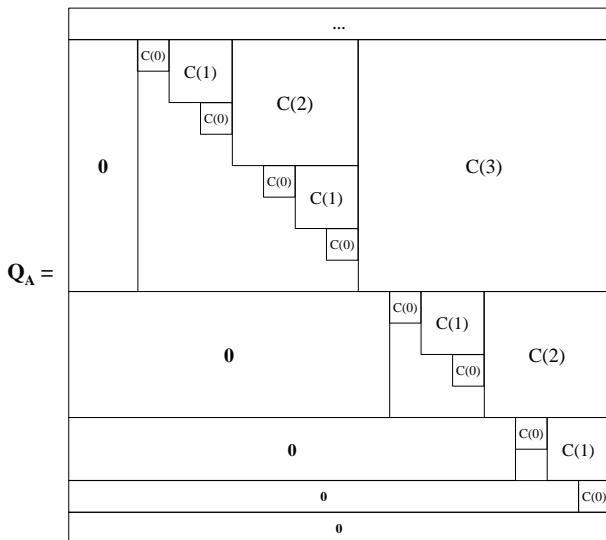 ...
C(0) C(1) C(2) C(3)
C(0)
0
C(0) C(1)
C(0)
Q_A =
C(0) C(1) C(2)
0
C(0)
C(0) C(1)
0
0 C(0)
0